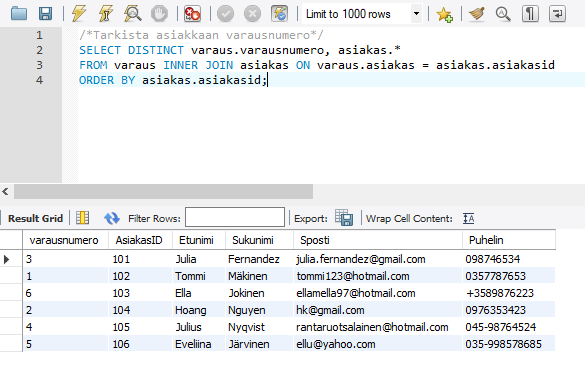 Limit to 1000 rows
1 /*Tarkista asiakkaan varausnumero*/
2 SELECT DISTINCT varaus.varausnumero, asiakas.*
3 FROM varaus INNER JOIN asiakas ON varaus.asiakas = asiakas.asiakasid
4 ORDER BY asiakas.asiakasid;
Result Grid Filter Rows: Export: Wrap Cell Content: IA
varausnumero AsiakasID Etunimi Sukunimi Sposti Puhelin
3 101 Julia Fernandez julia.fernandez@gmail.com 098746534
1 102 Tommi Mäkinen tommi123@hotmail.com 0357787653
6 103 Ella Jokinen ellamella97@hotmail.com +3589876223
2 104 Hoang Nguyen hk@gmail.com 0976353423
4 105 Julius Nyqvist rantaruotsalainen@hotmail.com 045-98764524
5 106 Eveliina Järvinen ellu@yahoo.com 035-998578685